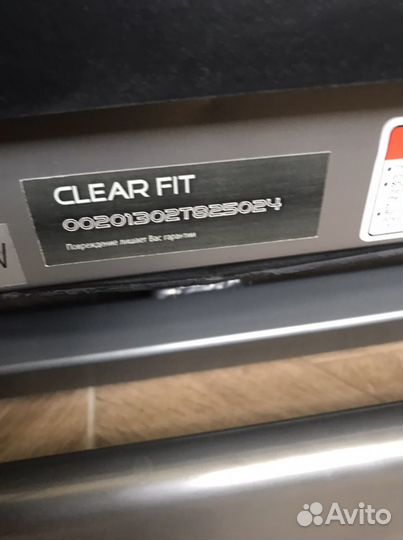 CLEAR FIT
00201302T825024
Повреждение лишает Вас гарантии
Avito